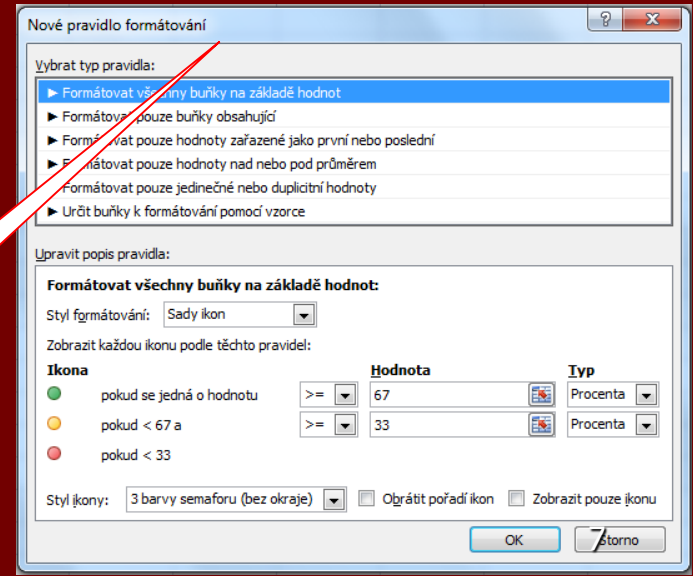 Nové pravidlo formátování
Vybrat typ pravidla:
► Formátovat všechny buňky na základě hodnot
► Formátovat pouze buňky obsahující
► Formátovat pouze hodnoty zařazené jako první nebo poslední
► Formátovat pouze hodnoty nad nebo pod průměrem
Formátovat pouze jedinečné nebo duplicitní hodnoty
► Určit buňky k formátování pomocí vzorce
Upravit popis pravidla:
Formátovat všechny buňky na základě hodnot:
Styl formátování: Sady ikon
Zobrazit každou ikonu podle těchto pravidel:
Ikona Hodnota Typ
pokud se jedná o hodnotu >= 67 Procenta
pokud < 67 a >= 33 Procenta
pokud < 33
Styl ikony: 3 barvy semaforu (bez okraje) Obrátit pořadí ikon Zobrazit pouze ikonu
OK Storno
7